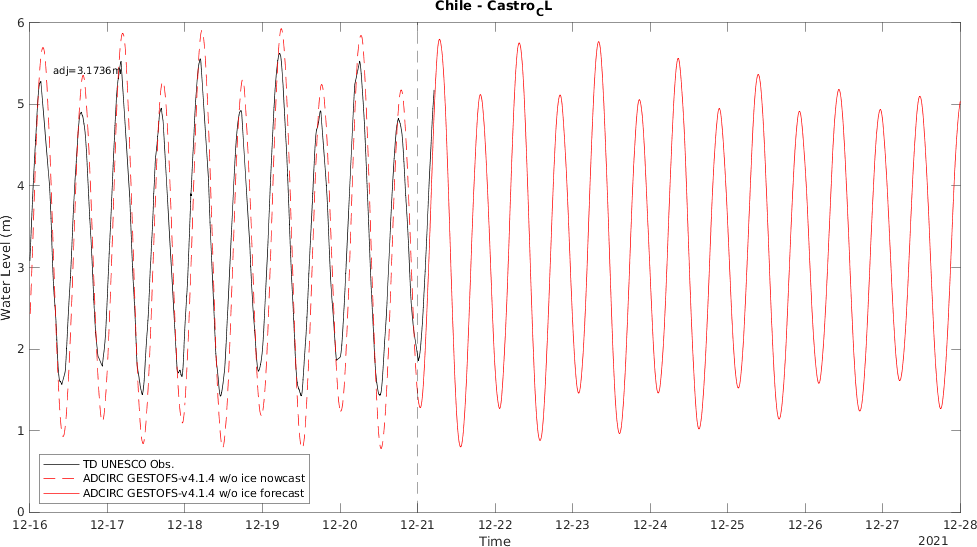 Chile - Castro_CL
adj=3.1736m
Water Level (m)
6
5
4
3
2
1
0
TD UNESCO Obs.
ADCIRC GESTOFS-v4.1.4 w/o ice nowcast
ADCIRC GESTOFS-v4.1.4 w/o ice forecast
12-16 12-17 12-18 12-19 12-20 12-21 12-22 12-23 12-24 12-25 12-26 12-27 12-28
Time
2021